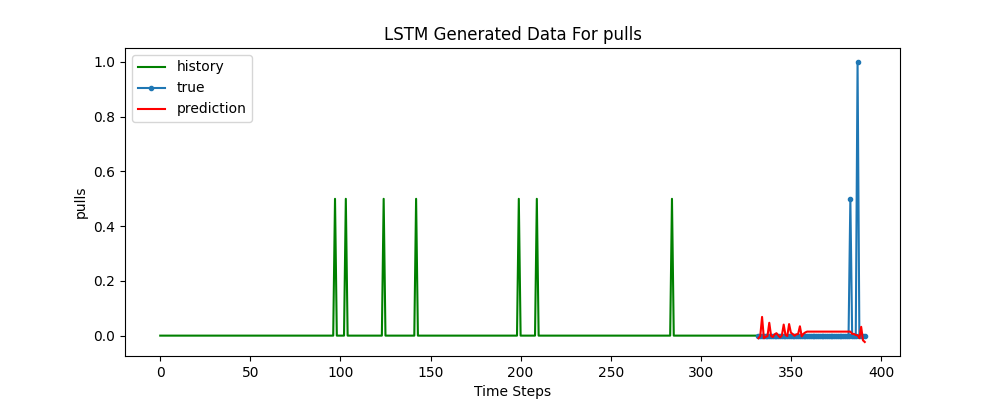 LSTM Generated Data For pulls
history
true
prediction
1.0
0.8
0.6
0.4
0.2
0.0
pulls
0 50 100 150 200 250 300 350 400
Time Steps